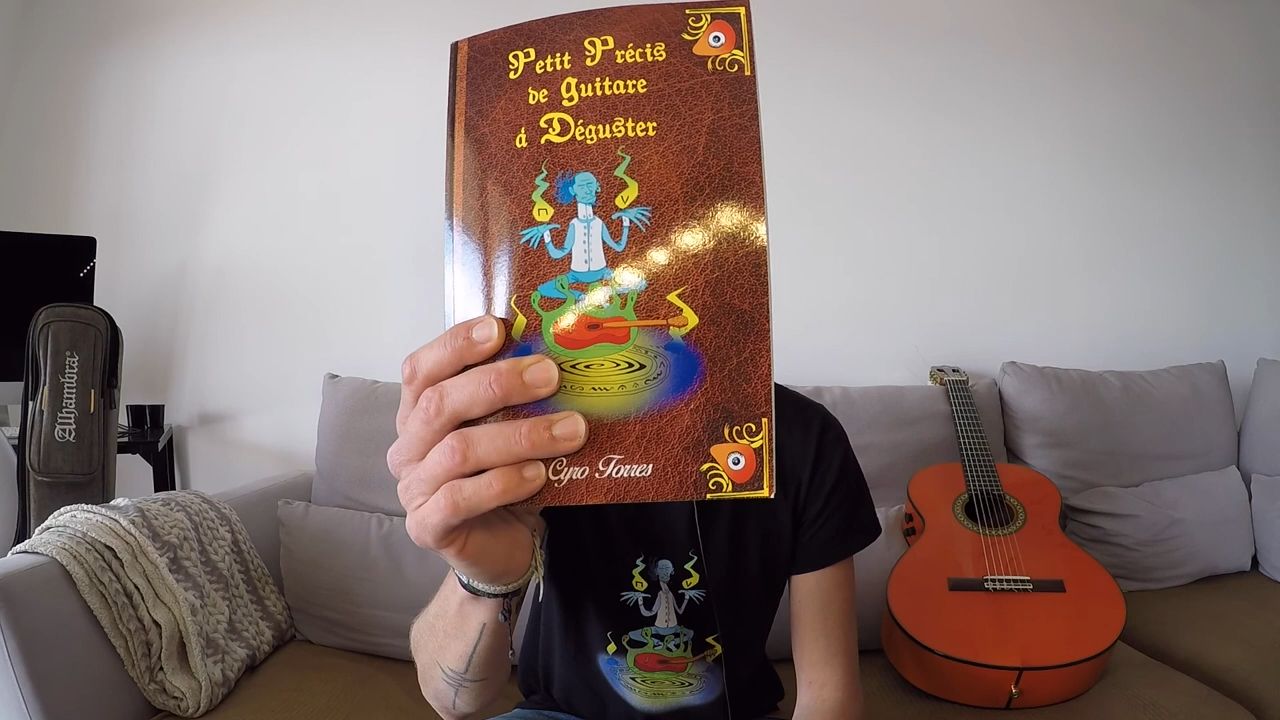 Petit Précis
de Guitare
à Déguster
Cyro Torres
Alhambra